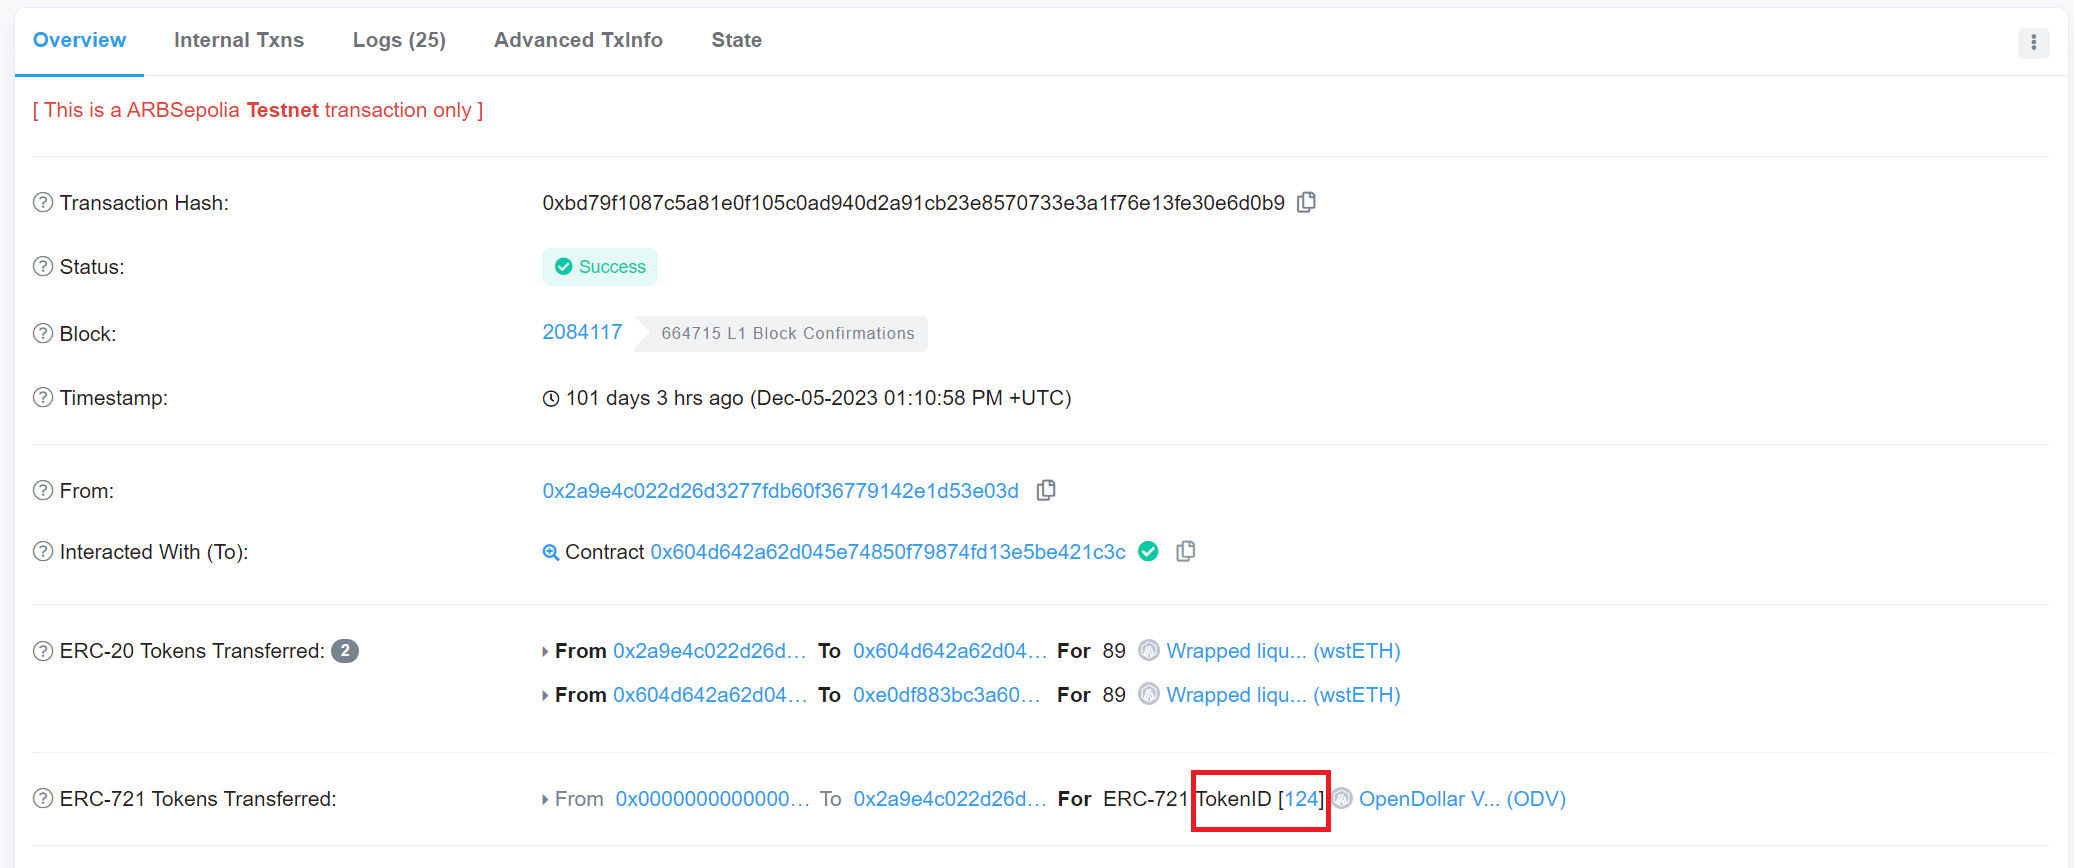 Overview Internal Txns Logs (25) Advanced TxInfo State
[ This is a ARBSepolia Testnet transaction only ]
Transaction Hash: 0xbd79f1087c5a81e0f105c0ad940d2a91cb23e8570733e3a1f76e13fe30e6d0b9
Status: Success
Block: 2084117 664715 L1 Block Confirmations
Timestamp: 101 days 3 hrs ago (Dec-05-2023 01:10:58 PM +UTC)
From: 0x2a9e4c022d26d3277fdb60f36779142e1d53e03d
Interacted With (To): Contract 0x604d642a62d045e74850f79874fd13e5be421c3c
ERC-20 Tokens Transferred: 2 From 0x2a9e4c022d26d... To 0x604d642a62d04... For 89 Wrapped liqu... (wstETH)
From 0x604d642a62d04... To 0xe0df883bc3a60... For 89 Wrapped liqu... (wstETH)
ERC-721 Tokens Transferred: From 0x0000000000000... To 0x2a9e4c022d26d... For ERC-721 TokenID [124] OpenDollar V... (ODV)